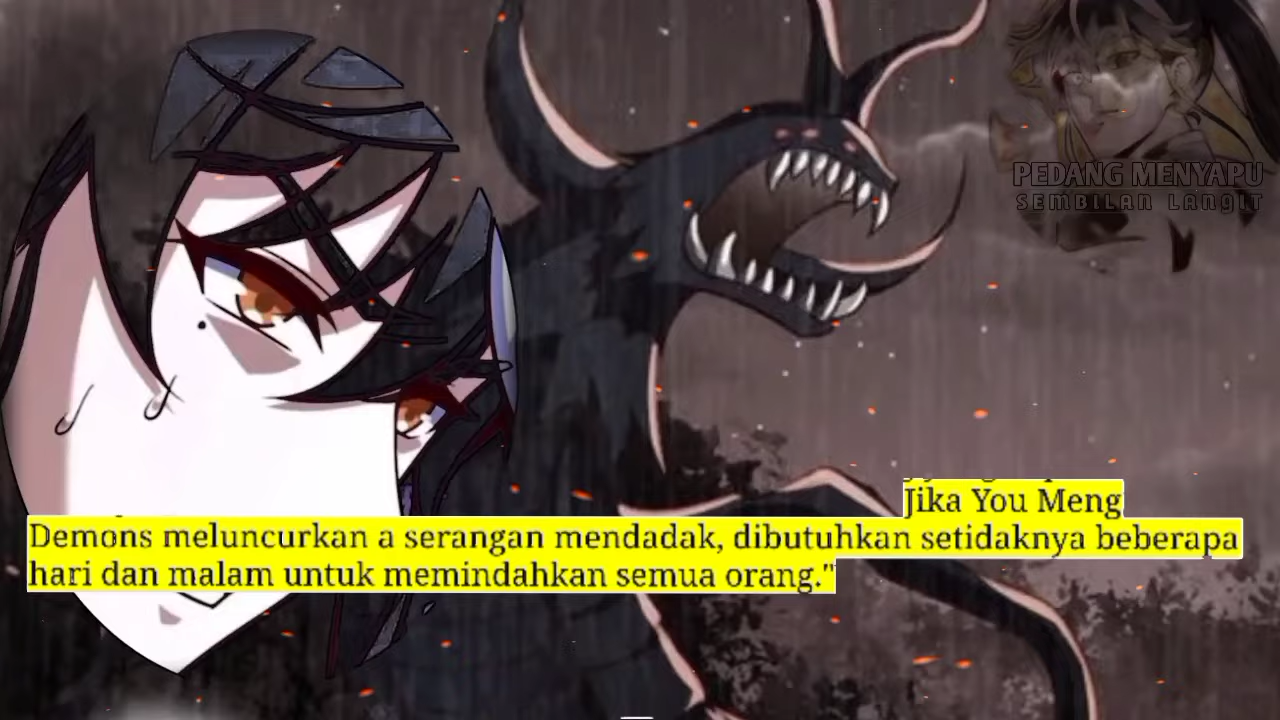 PEDANG MENYAPU
SEMBILAN LANGIT
Jika You Meng
Demons meluncurkan a serangan mendadak, dibutuhkan setidaknya beberapa
hari dan malam untuk memindahkan semua orang."